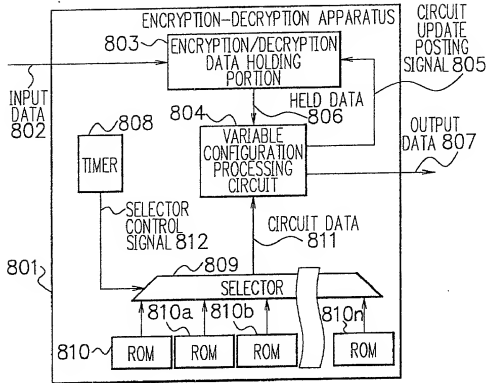 ENCRYPTION-DECRYPTION APPARATUS
CIRCUIT
UPDATE
POSTING
SIGNAL 805
803
ENCRYPTION/DECRYPTION
DATA HOLDING
PORTION
INPUT
DATA
802
HELD DATA
806
804
808
VARIABLE
CONFIGURATION
PROCESSING
CIRCUIT
OUTPUT
DATA 807
TIMER
SELECTOR
CONTROL
SIGNAL 812
CIRCUIT DATA
811
801
809
SELECTOR
810a
810b
810n
810
ROM
ROM
ROM
ROM